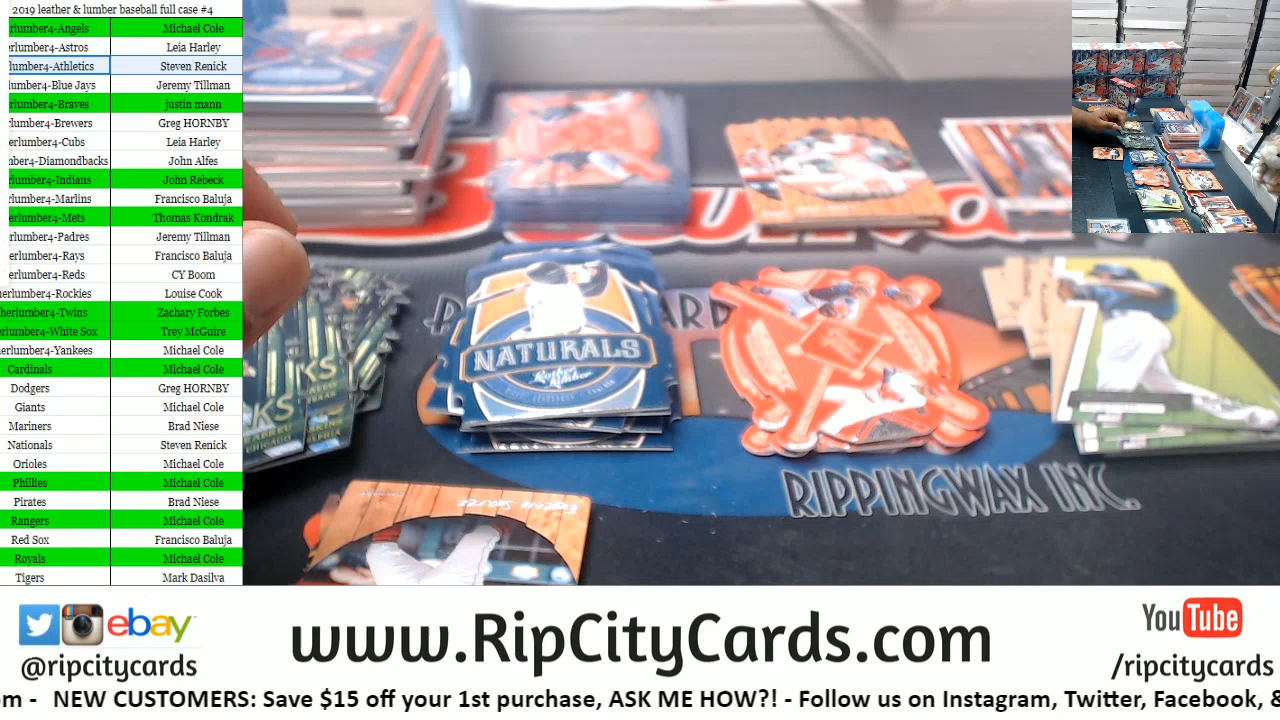 2019 leather & lumber baseball full case #4
erlumber4-Angels Michael Cole
erlumber4-Astros Leia Harley
lumber4-Athletics Steven Renick
erlumber4-Blue Jays Jeremy Tillman
erlumber4-Braves justin mann
erlumber4-Brewers Greg HORNBY
erlumber4-Cubs Leia Harley
mber4-Diamondbacks John Alfes
erlumber4-Indians John Rebeck
erlumber4-Marlins Francisco Baluja
erlumber4-Mets Thomas Kondrak
erlumber4-Padres Jeremy Tillman
erlumber4-Rays Francisco Baluja
erlumber4-Reds CY Boom
herlumber4-Rockies Louise Cook
herlumber4-Twins Zachary Forbes
erlumber4-White Sox Trey McGuire
erlumber4-Yankees Michael Cole
Cardinals Michael Cole
Dodgers Greg HORNBY
Giants Michael Cole
Mariners Brad Niese
Nationals Steven Renick
Orioles Michael Cole
Phillies Michael Cole
Pirates Brad Niese
Rangers Michael Cole
Red Sox Francisco Baluja
Royals Michael Cole
Tigers Mark Dasilva
NATURALS
RIPPINGWAX INC.
ebay
@ripcitycards
www.RipCityCards.com
YouTube
/ripcitycards
m - NEW CUSTOMERS: Save $15 off your 1st purchase, ASK ME HOW?! - Follow us on Instagram, Twitter, Facebook, &